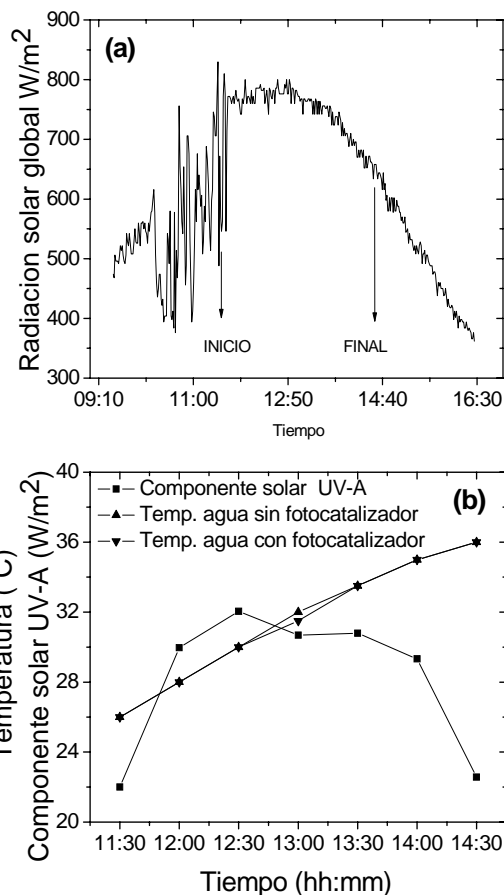 900
(a)
800
700
600
500
400
300
Radiacion solar global W/m2
INICIO
FINAL
09:10 11:00 12:50 14:40 16:30
Tiempo
40
(b)
Componente solar UV-A
Temp. agua sin fotocatalizador
Temp. agua con fotocatalizador
36
32
28
24
20
Temperatura (°C)
Componente solar UV-A (W/m2)
11:30 12:00 12:30 13:00 13:30 14:00 14:30
Tiempo (hh:mm)